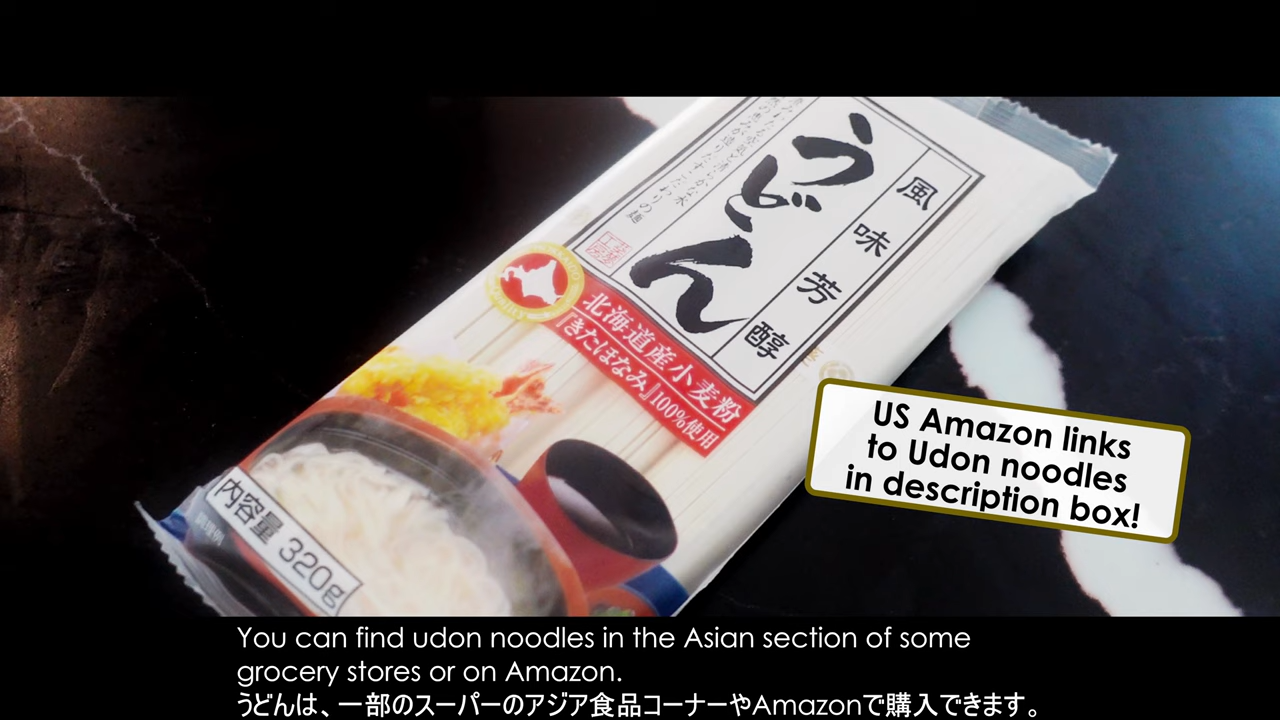 風味芳醇
うどん
北海道産小麦粉
『きたほなみ』100%使用
内容量 320g
調理例
US Amazon links
to Udon noodles
in description box!
You can find udon noodles in the Asian section of some
grocery stores or on Amazon.
うどんは、一部のスーパーのアジア食品コーナーやAmazonで購入できます。